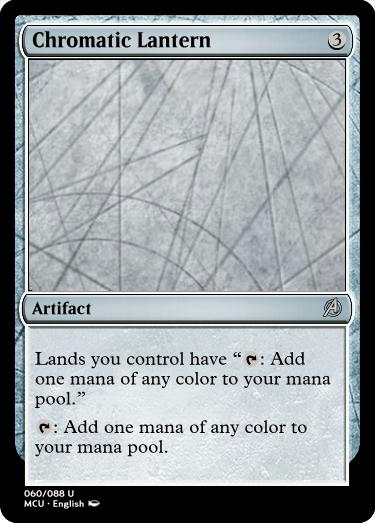 Chromatic Lantern 3
Artifact
Lands you control have “: Add
one mana of any color to your mana
pool.”
: Add one mana of any color to
your mana pool.
060/088 U
MCU • English